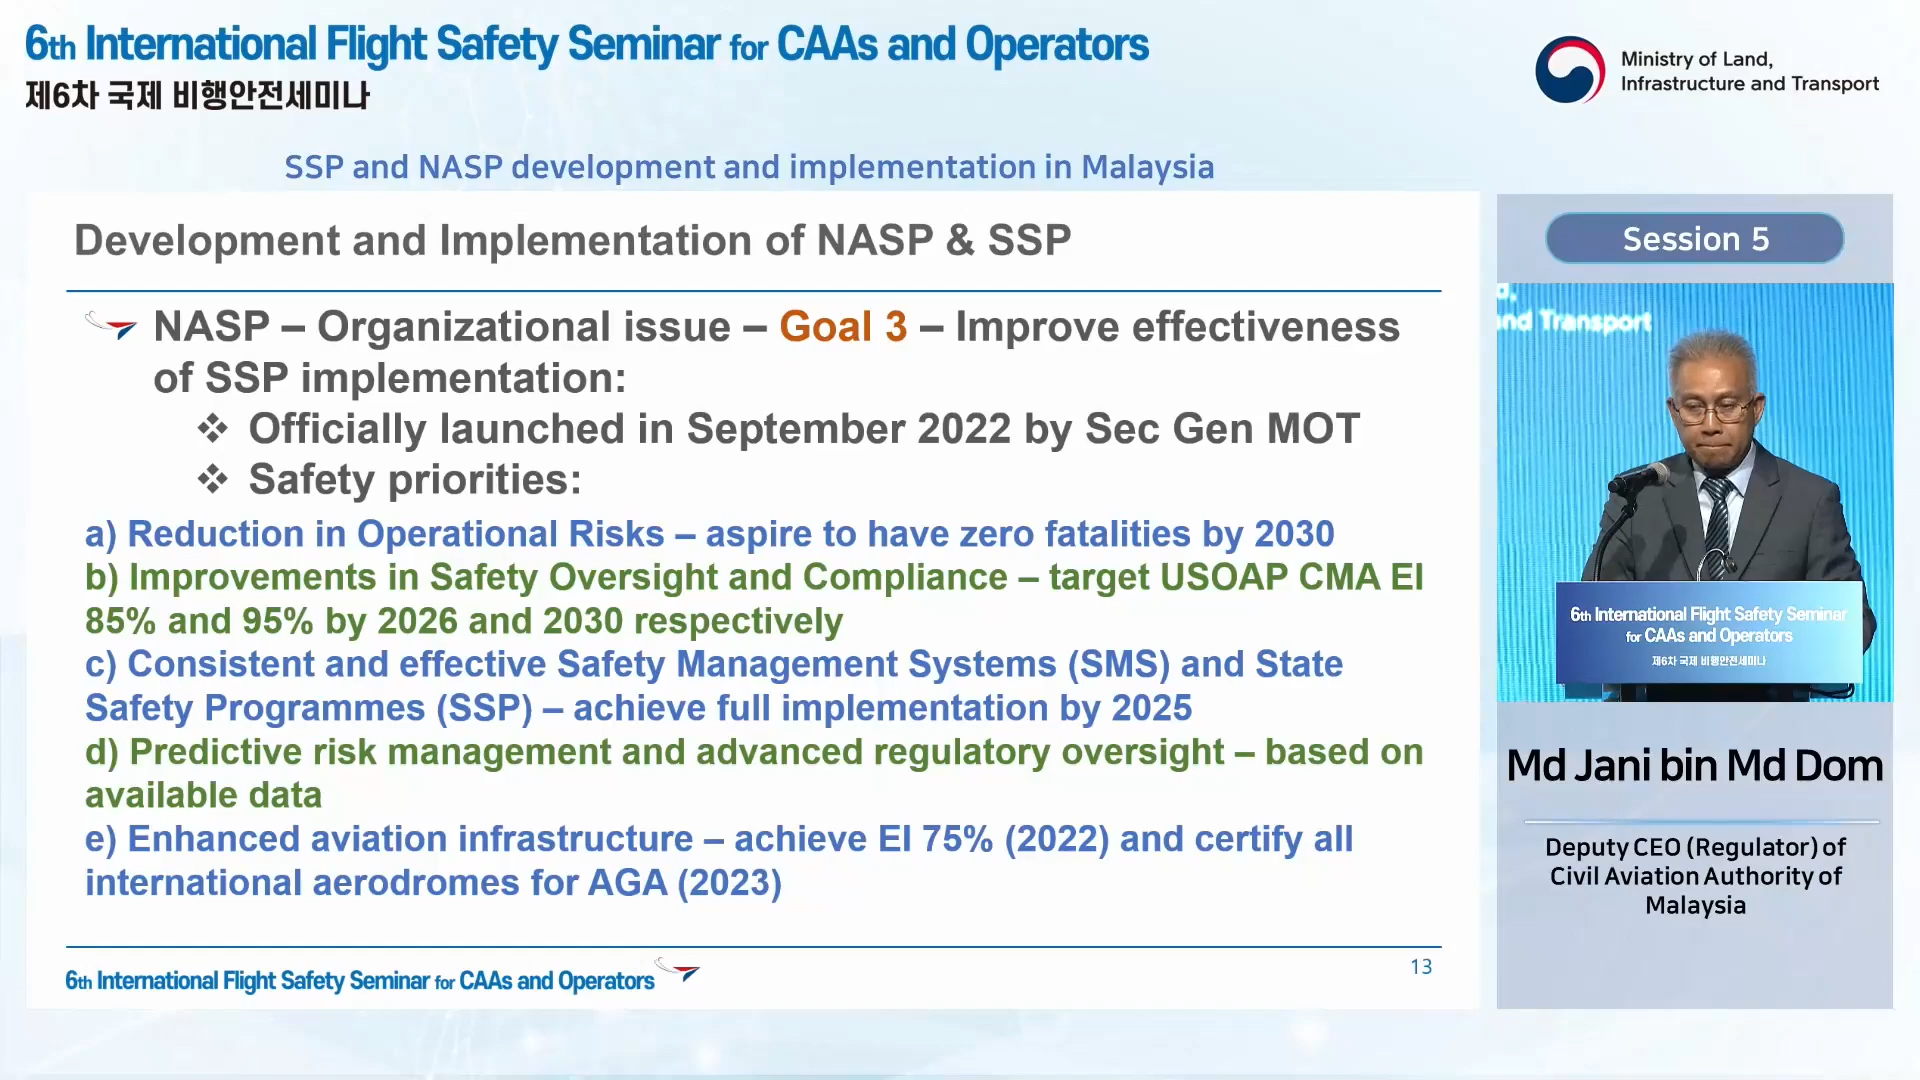 6th International Flight Safety Seminar for CAAs and Operators
제6차 국제 비행안전세미나
Ministry of Land,
Infrastructure and Transport
SSP and NASP development and implementation in Malaysia
Development and Implementation of NASP & SSP
NASP – Organizational issue – Goal 3 – Improve effectiveness
of SSP implementation:
❖ Officially launched in September 2022 by Sec Gen MOT
❖ Safety priorities:
a) Reduction in Operational Risks – aspire to have zero fatalities by 2030
b) Improvements in Safety Oversight and Compliance – target USOAP CMA EI
85% and 95% by 2026 and 2030 respectively
c) Consistent and effective Safety Management Systems (SMS) and State
Safety Programmes (SSP) – achieve full implementation by 2025
d) Predictive risk management and advanced regulatory oversight – based on
available data
e) Enhanced aviation infrastructure – achieve EI 75% (2022) and certify all
international aerodromes for AGA (2023)
6th International Flight Safety Seminar for CAAs and Operators
13
Session 5
d,
and Transport
6th International Flight Safety Seminar
for CAAs and Operators
제6차 국제 비행안전세미나
Md Jani bin Md Dom
Deputy CEO (Regulator) of
Civil Aviation Authority of
Malaysia